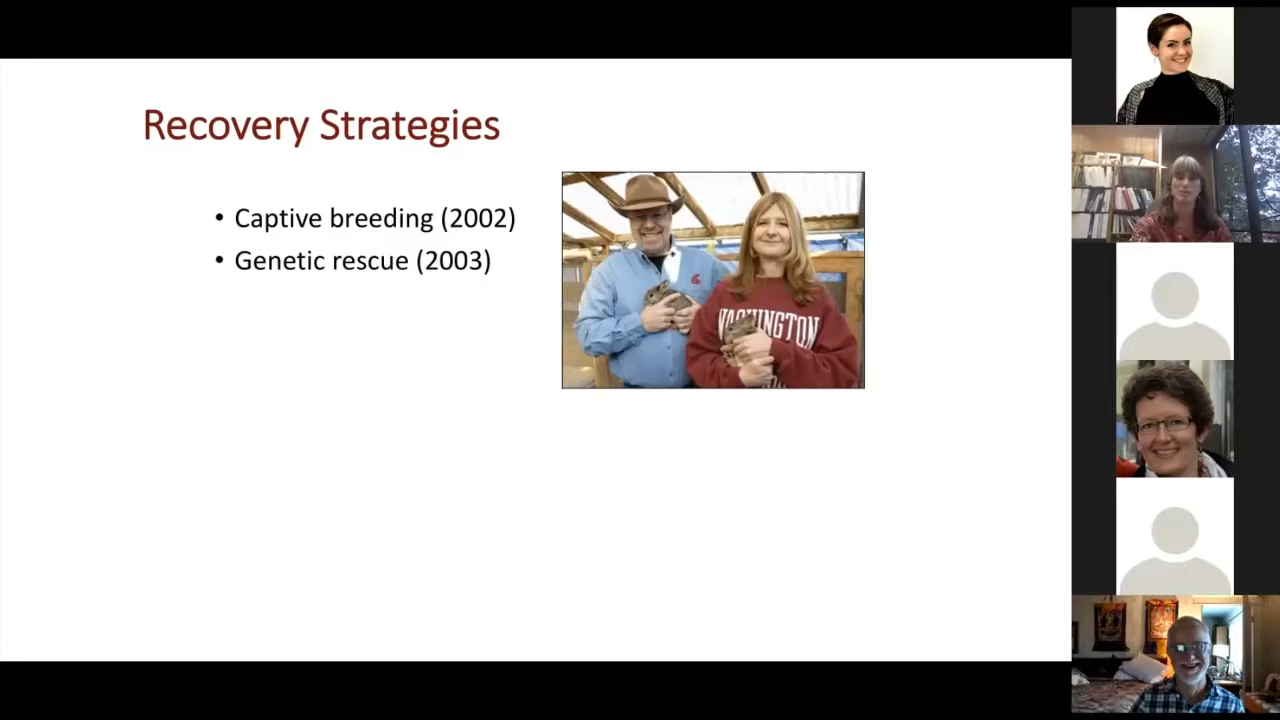 Recovery Strategies
• Captive breeding (2002)
• Genetic rescue (2003)
WASHINGTON